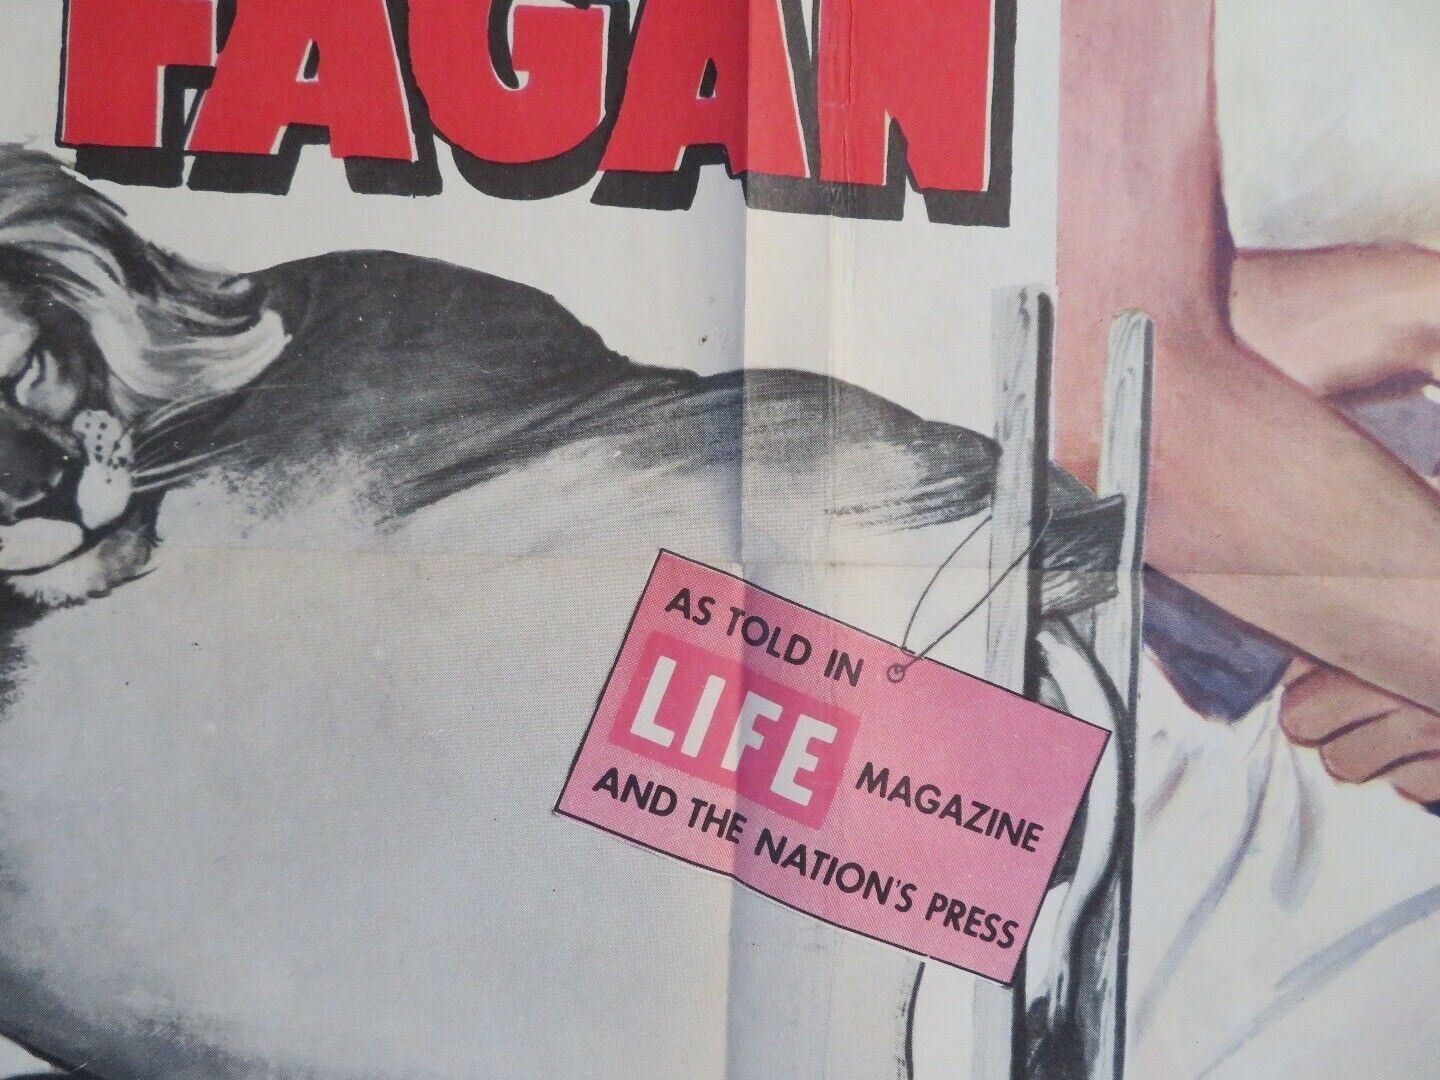 FAGAN
AS TOLD IN
LIFE MAGAZINE
AND THE NATION'S PRESS